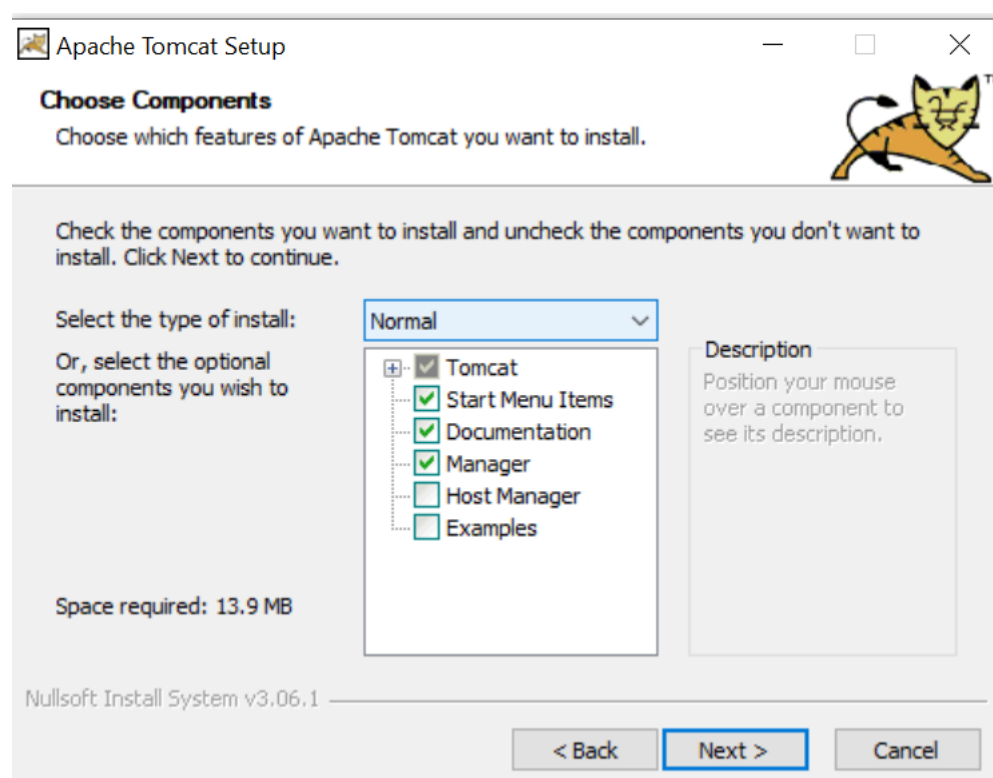 Apache Tomcat Setup
Choose Components
Choose which features of Apache Tomcat you want to install.
Check the components you want to install and uncheck the components you don't want to
install. Click Next to continue.
Select the type of install:
Normal
Or, select the optional
components you wish to
install:
Tomcat
Start Menu Items
Documentation
Manager
Host Manager
Examples
Description
Position your mouse
over a component to
see its description.
Space required: 13.9 MB
Nullsoft Install System v3.06.1
< Back
Next >
Cancel